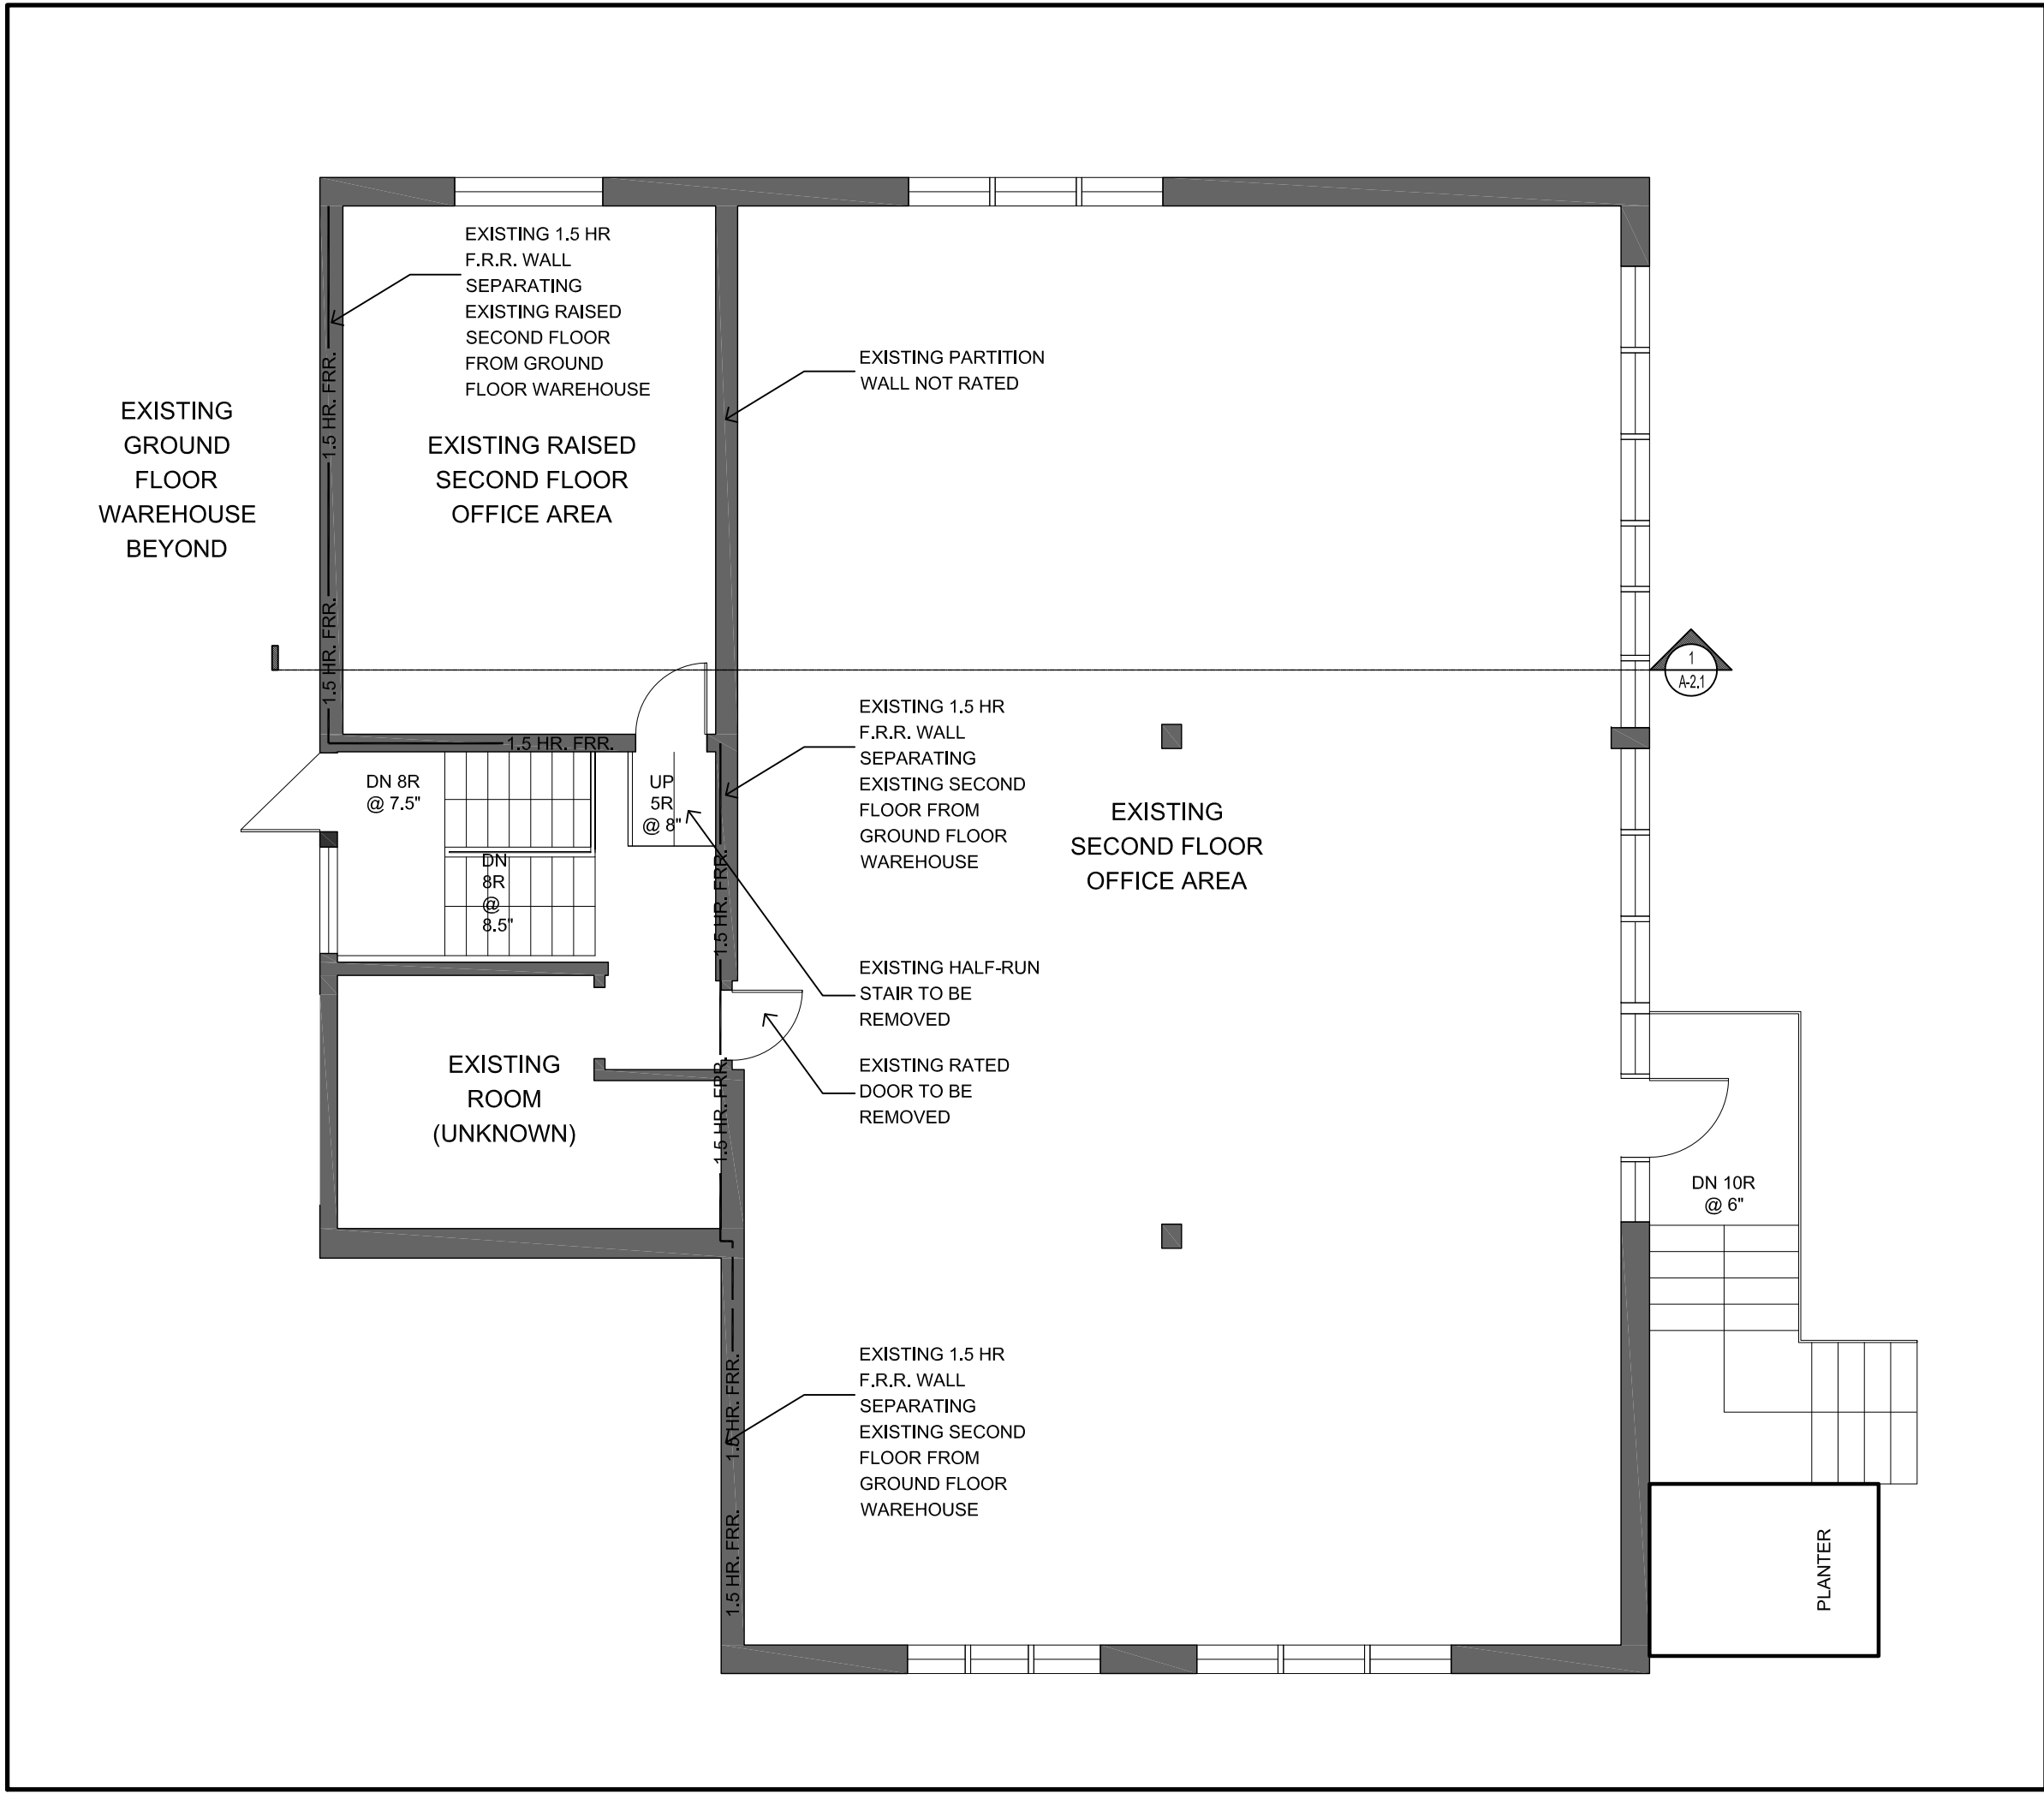 EXISTING 1.5 HR
F.R.R. WALL
SEPARATING
EXISTING RAISED
SECOND FLOOR
FROM GROUND
FLOOR WAREHOUSE
EXISTING PARTITION
WALL NOT RATED
EXISTING
GROUND
FLOOR
WAREHOUSE
BEYOND
1.5 HR. FRR.
1.5 HR. FRR.
EXISTING RAISED
SECOND FLOOR
OFFICE AREA
1
A-2.1
1.5 HR. FRR.
EXISTING 1.5 HR
F.R.R. WALL
SEPARATING
EXISTING SECOND
FLOOR FROM
GROUND FLOOR
WAREHOUSE
DN 8R
@ 7.5"
UP
5R
@ 8"
DN
8R
@
8.5"
1.5 HR. FRR.
EXISTING
SECOND FLOOR
OFFICE AREA
EXISTING HALF-RUN
STAIR TO BE
REMOVED
EXISTING RATED
DOOR TO BE
REMOVED
EXISTING
ROOM
(UNKNOWN)
1.5 HR. FRR.
DN 10R
@ 6"
EXISTING 1.5 HR
F.R.R. WALL
SEPARATING
EXISTING SECOND
FLOOR FROM
GROUND FLOOR
WAREHOUSE
1.5 HR. FRR.
1.5 HR. FRR.
PLANTER